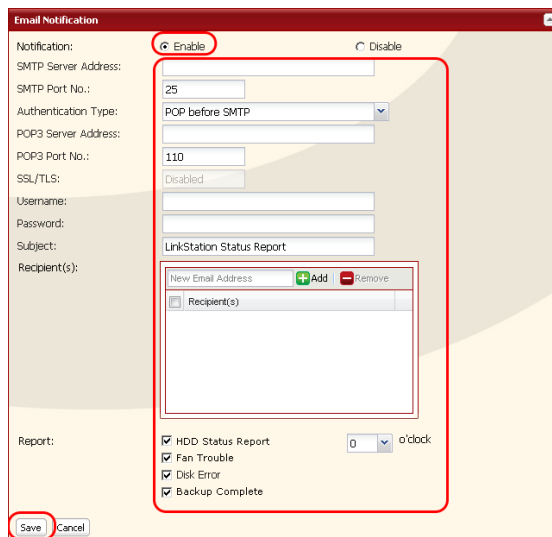 Email Notification
Notification: Enable Disable
SMTP Server Address:
SMTP Port No.: 25
Authentication Type: POP before SMTP
POP3 Server Address:
POP3 Port No.: 110
SSL/TLS: Disabled
Username:
Password:
Subject: LinkStation Status Report
Recipient(s): New Email Address Add Remove
Recipient(s)
Report: HDD Status Report 0 o'clock
Fan Trouble
Disk Error
Backup Complete
Save Cancel